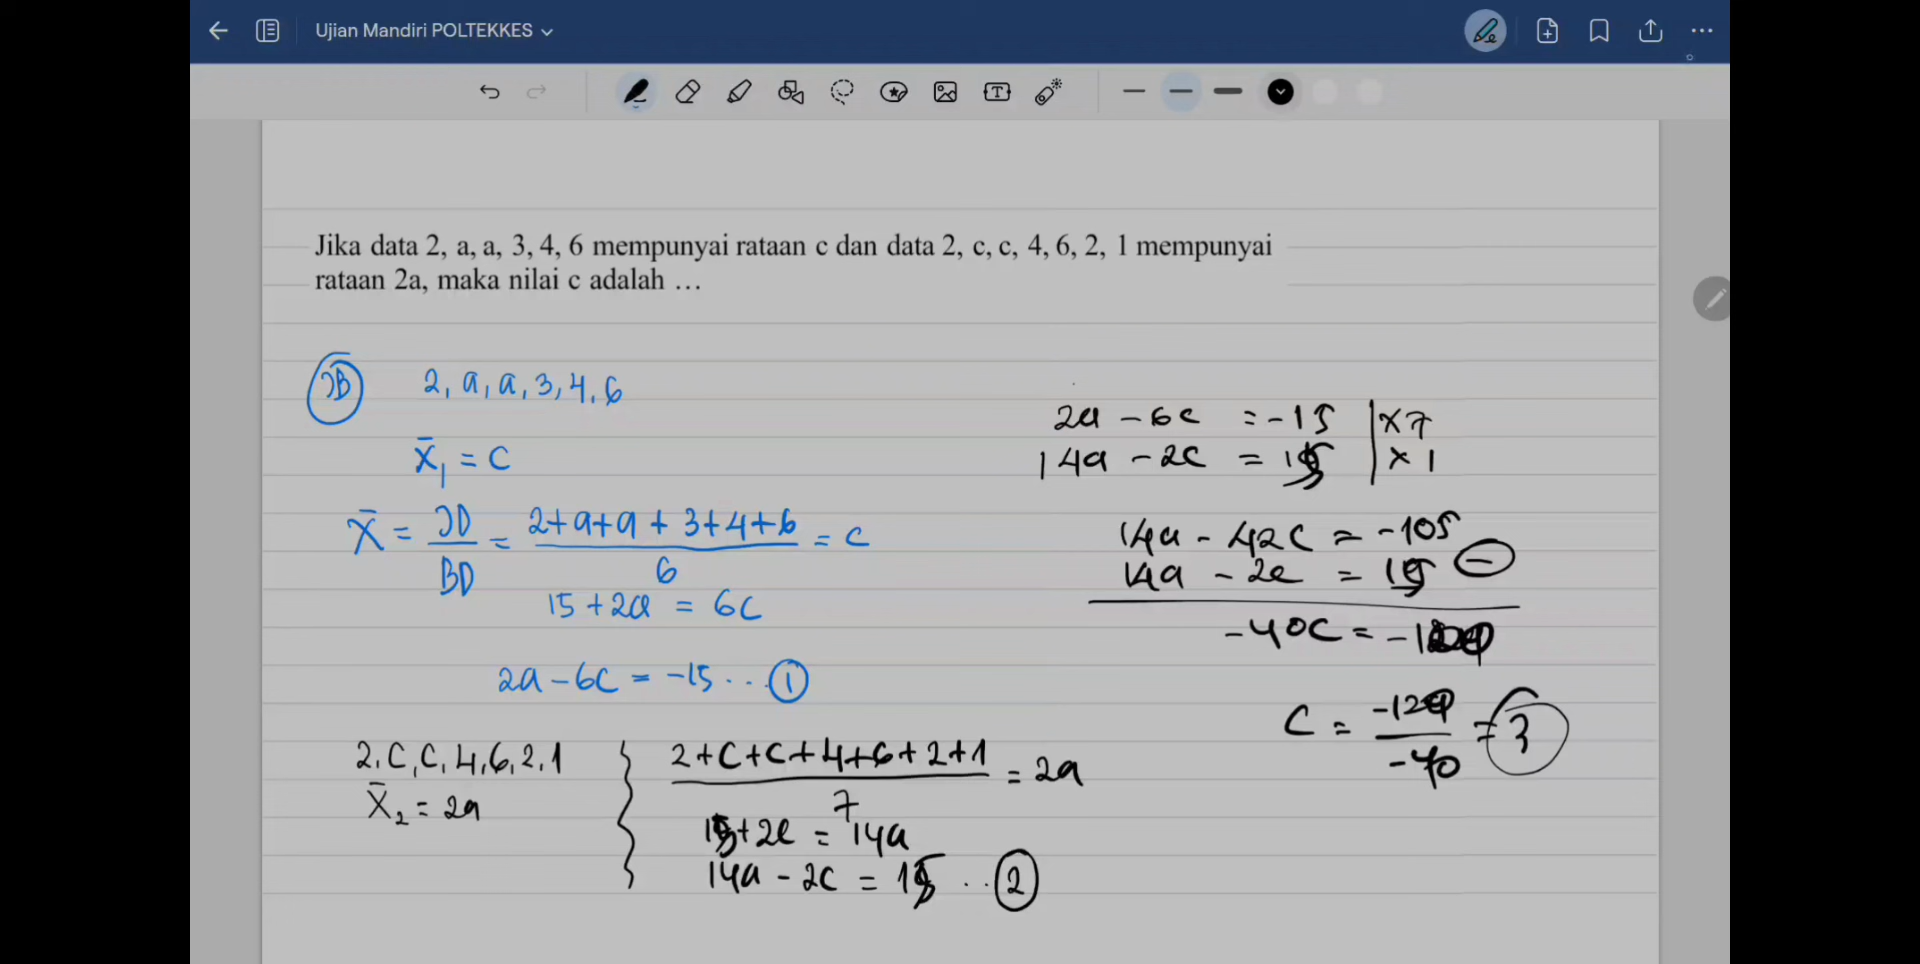 Ujian Mandiri POLTEKKES
Jika data 2, a, a, 3, 4, 6 mempunyai rataan c dan data 2, c, c, 4, 6, 2, 1 mempunyai
rataan 2a, maka nilai c adalah …
JB
2, a, a, 3, 4, 6
x̄₁ = c
x̄ = JD/BD = (2+a+a+3+4+6)/6 = c
15 + 2a = 6c
2a - 6c = -15 ... ①
2, c, c, 4, 6, 2, 1
x̄₂ = 2a
(2+c+c+4+6+2+1)/7 = 2a
15+2c = 14a
14a - 2c = 15 .. ②
2a - 6c = -15 | x7
14a - 2c = 15 | x1
14a - 42c = -105
14a - 2c = 15 ⊖
-40c = -120
c = -120/-40 = 3